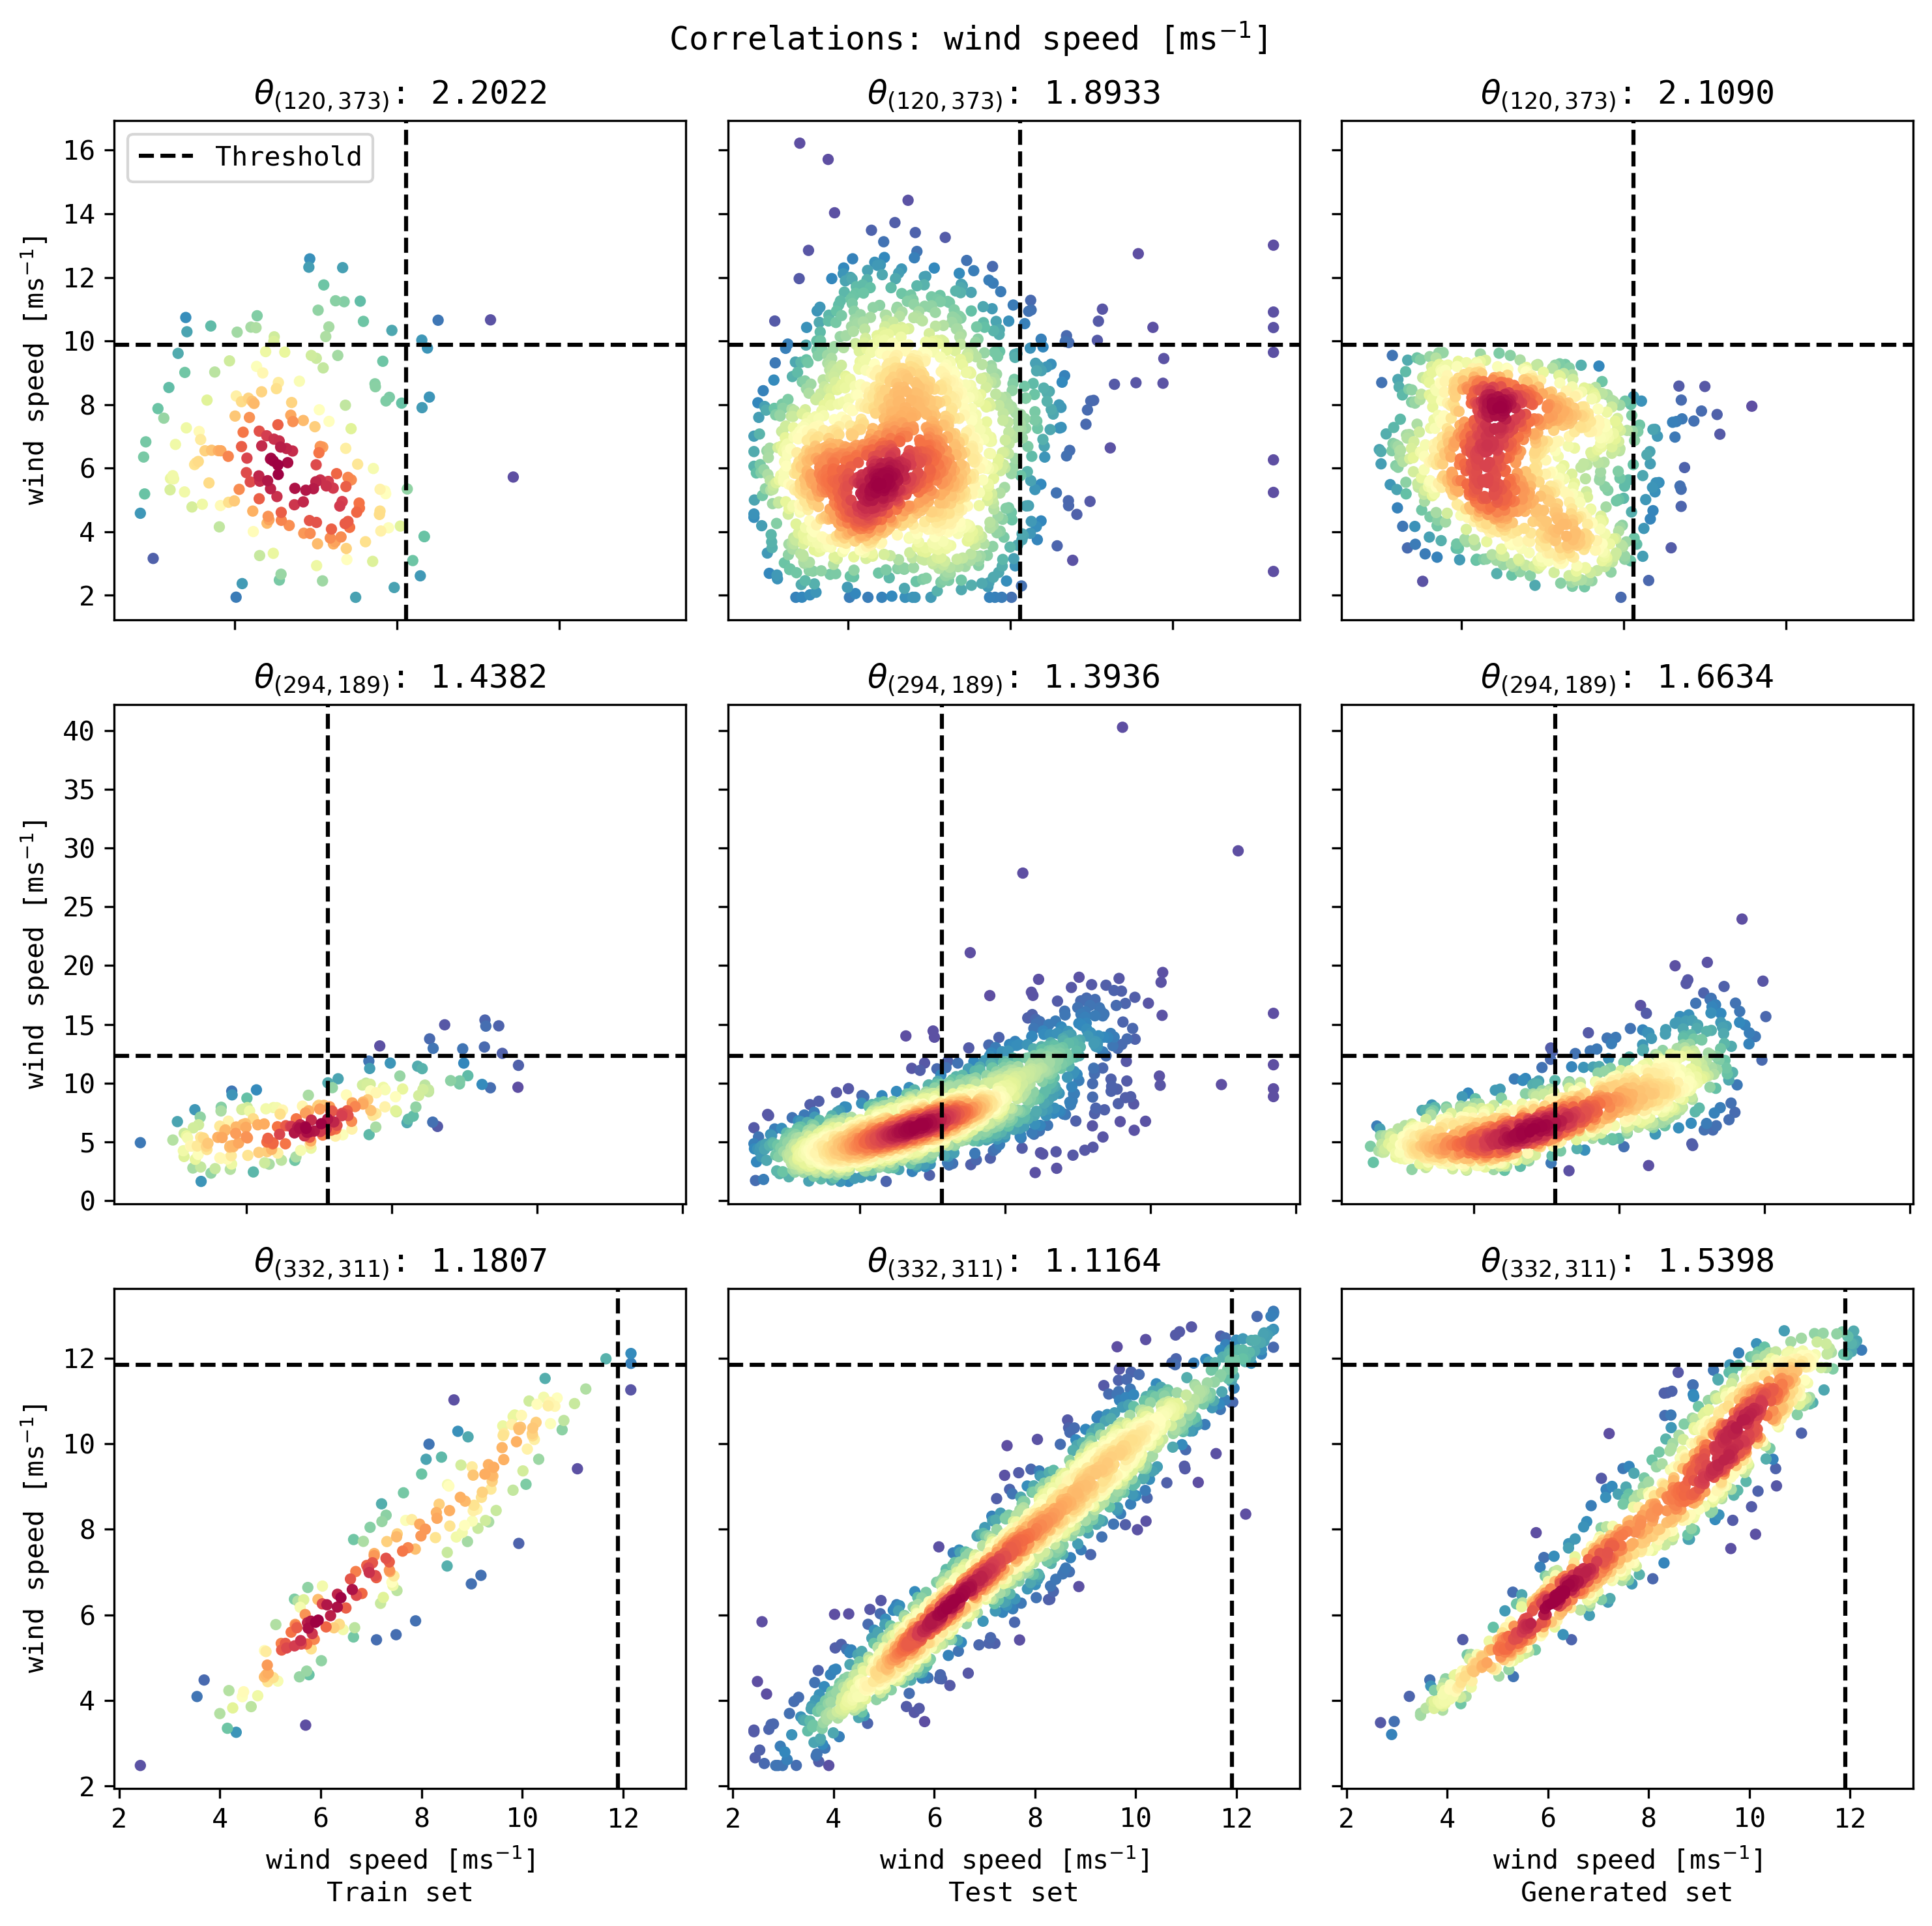 Correlations: wind speed [ms⁻¹]
θ(120,373): 2.2022
θ(120,373): 1.8933
θ(120,373): 2.1090
Threshold
wind speed [ms⁻¹]
16
14
12
10
8
6
4
2
θ(294,189): 1.4382
θ(294,189): 1.3936
θ(294,189): 1.6634
wind speed [ms⁻¹]
40
35
30
25
20
15
10
5
0
θ(332,311): 1.1807
θ(332,311): 1.1164
θ(332,311): 1.5398
wind speed [ms⁻¹]
12
10
8
6
4
2
2 4 6 8 10 12
2 4 6 8 10 12
2 4 6 8 10 12
wind speed [ms⁻¹]
Train set
wind speed [ms⁻¹]
Test set
wind speed [ms⁻¹]
Generated set